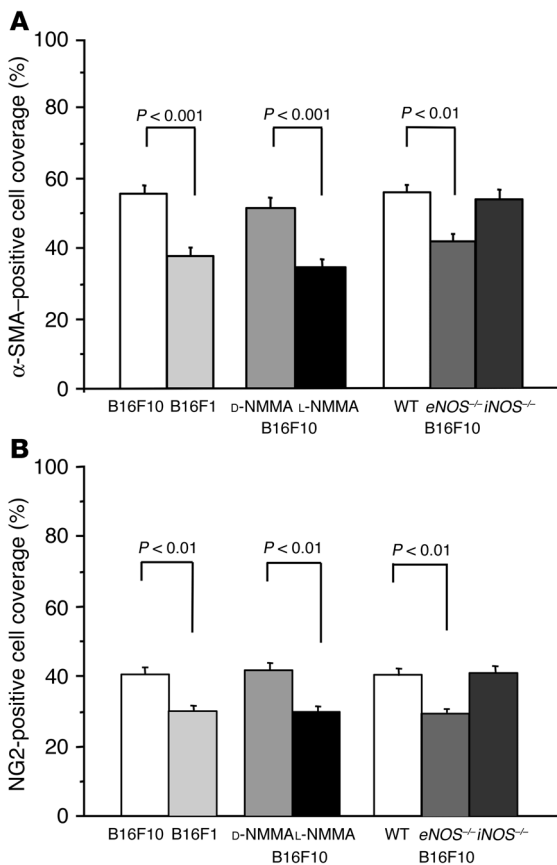 A
α-SMA–positive cell coverage (%)
100
80
60
40
20
0
P < 0.001
P < 0.001
P < 0.01
B16F10 B16F1
D-NMMA L-NMMA
B16F10
WT eNOS–/– iNOS–/–
B16F10
B
NG2-positive cell coverage (%)
100
80
60
40
20
0
P < 0.01
P < 0.01
P < 0.01
B16F10 B16F1
D-NMMA L-NMMA
B16F10
WT eNOS–/– iNOS–/–
B16F10